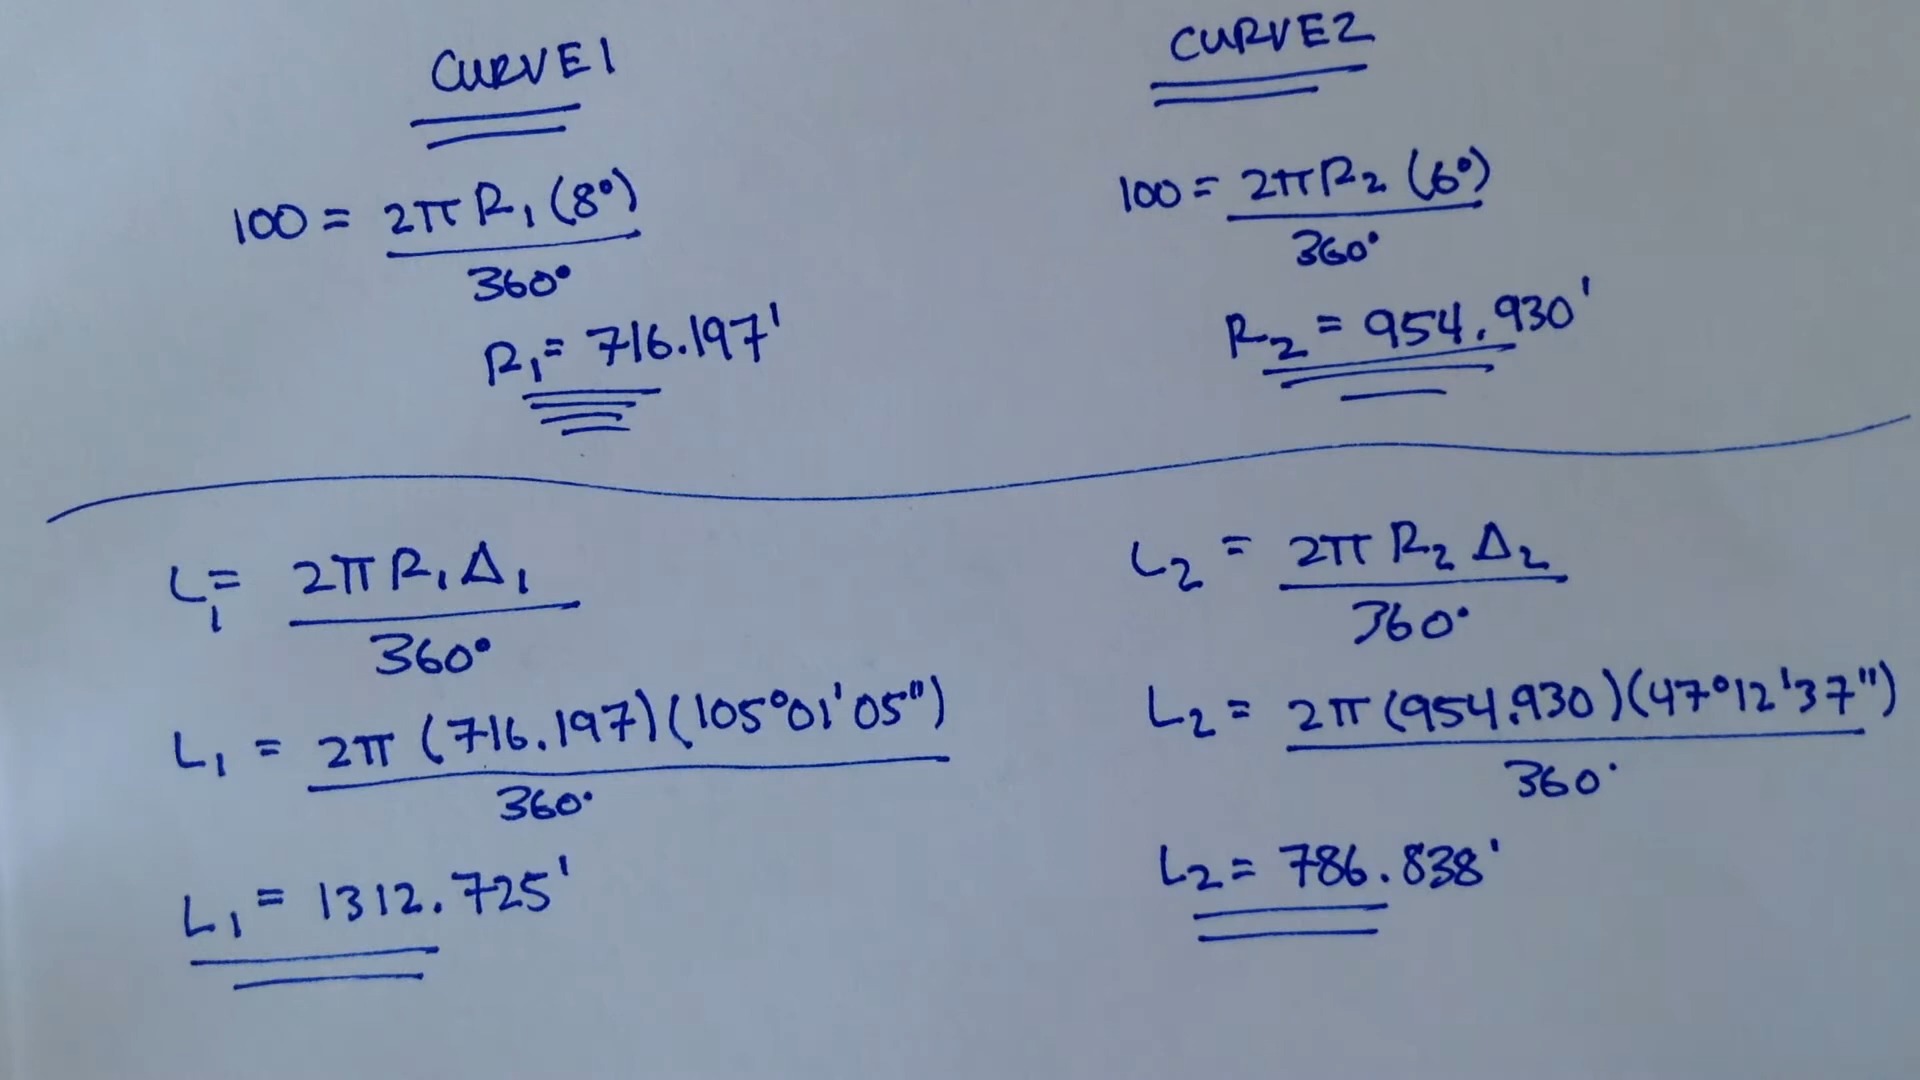 CURVE1
100 = 2πR₁(8°)
360°
R₁ = 716.197'
CURVE2
100 = 2πR₂ (6°)
360°
R₂ = 954.930'
L₁ = 2πR₁Δ₁
360°
L₁ = 2π (716.197)(105°01'05")
360°
L₁ = 1312.725'
L₂ = 2πR₂ Δ₂
360°
L₂ = 2π(954.930)(47°12'37")
360°
L₂ = 786.838'